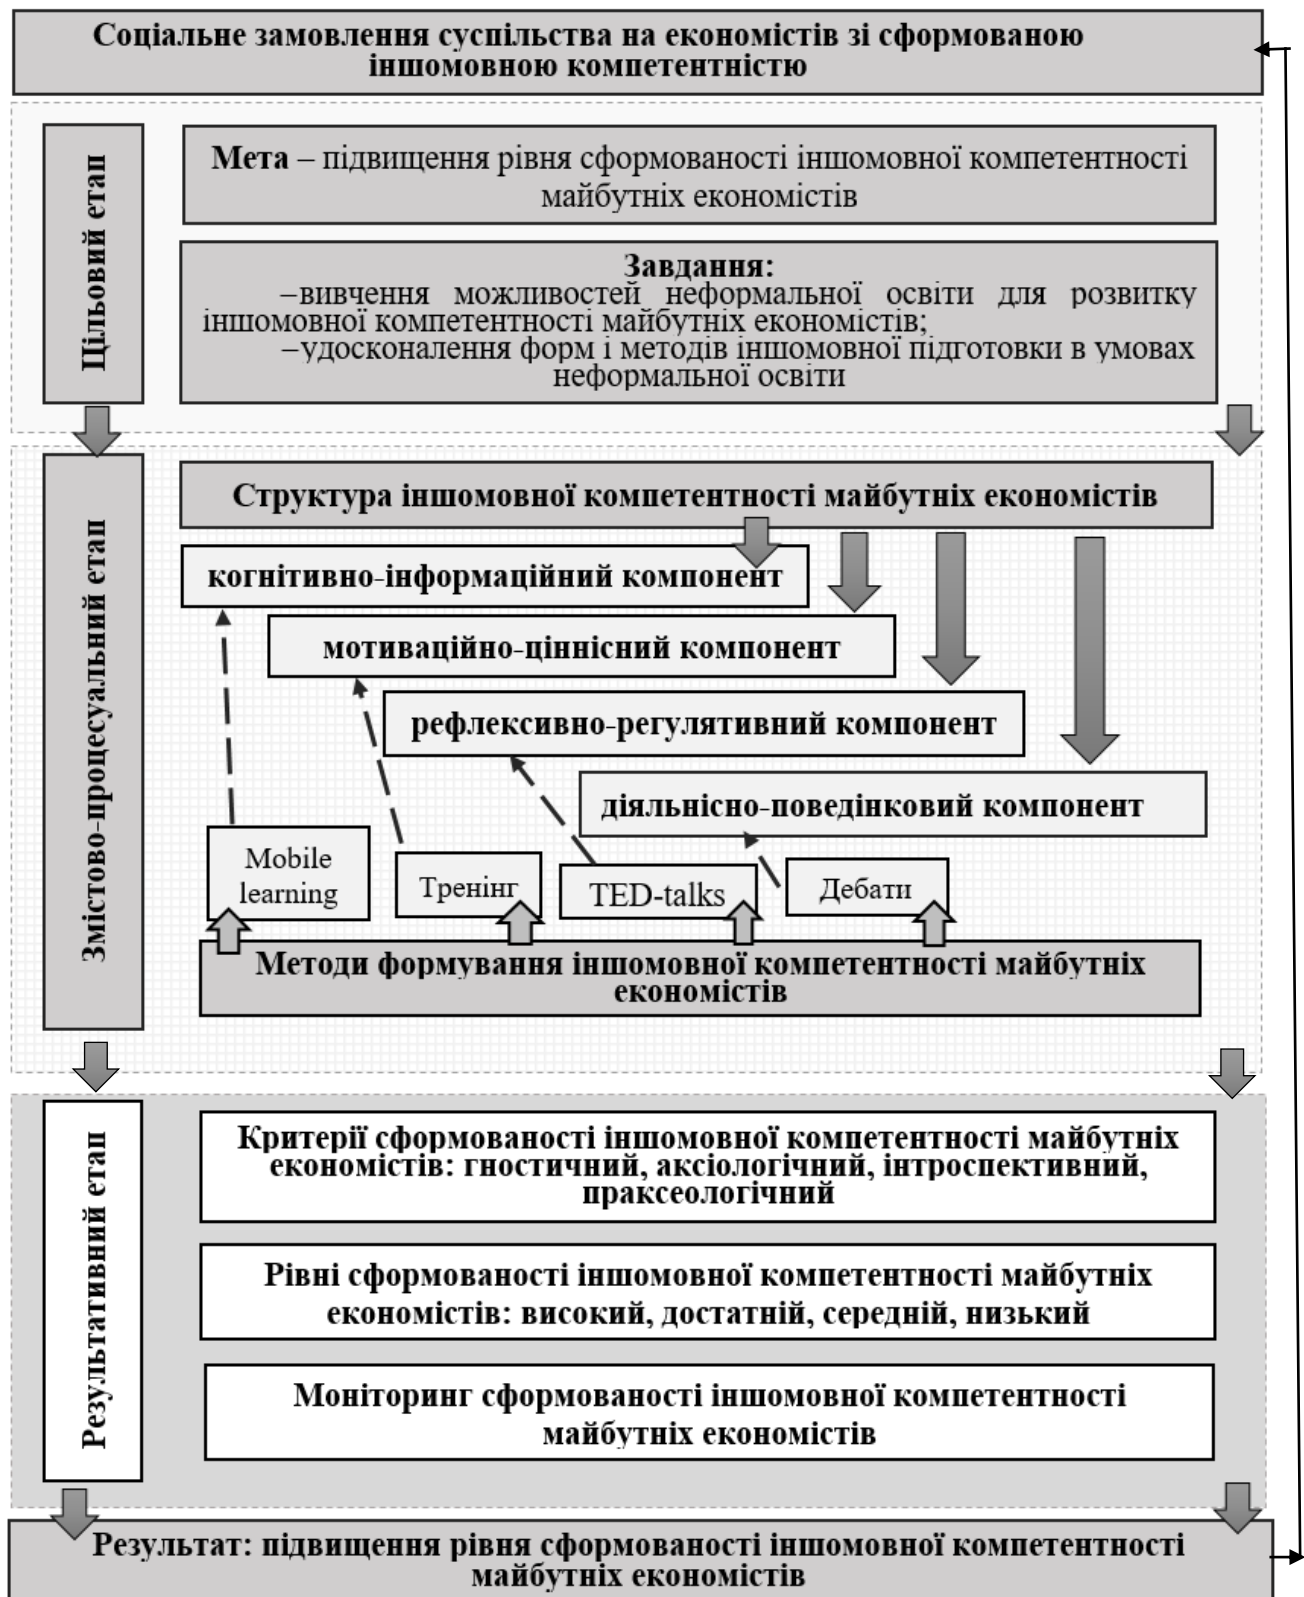 Соціальне замовлення суспільства на економістів зі сформованою
іншомовною компетентністю
Цільовий етап
Мета – підвищення рівня сформованості іншомовної компетентності
майбутніх економістів
Завдання:
–вивчення можливостей неформальної освіти для розвитку
іншомовної компетентності майбутніх економістів;
–удосконалення форм і методів іншомовної підготовки в умовах
неформальної освіти
Змістово-процесуальний етап
Структура іншомовної компетентності майбутніх економістів
когнітивно-інформаційний компонент
мотиваційно-ціннісний компонент
рефлексивно-регулятивний компонент
діяльнісно-поведінковий компонент
Mobile
learning
Тренінг
TED-talks
Дебати
Методи формування іншомовної компетентності майбутніх
економістів
Результативний етап
Критерії сформованості іншомовної компетентності майбутніх
економістів: гностичний, аксіологічний, інтроспективний,
праксеологічний
Рівні сформованості іншомовної компетентності майбутніх
економістів: високий, достатній, середній, низький
Моніторинг сформованості іншомовної компетентності
майбутніх економістів
Результат: підвищення рівня сформованості іншомовної компетентності
майбутніх економістів